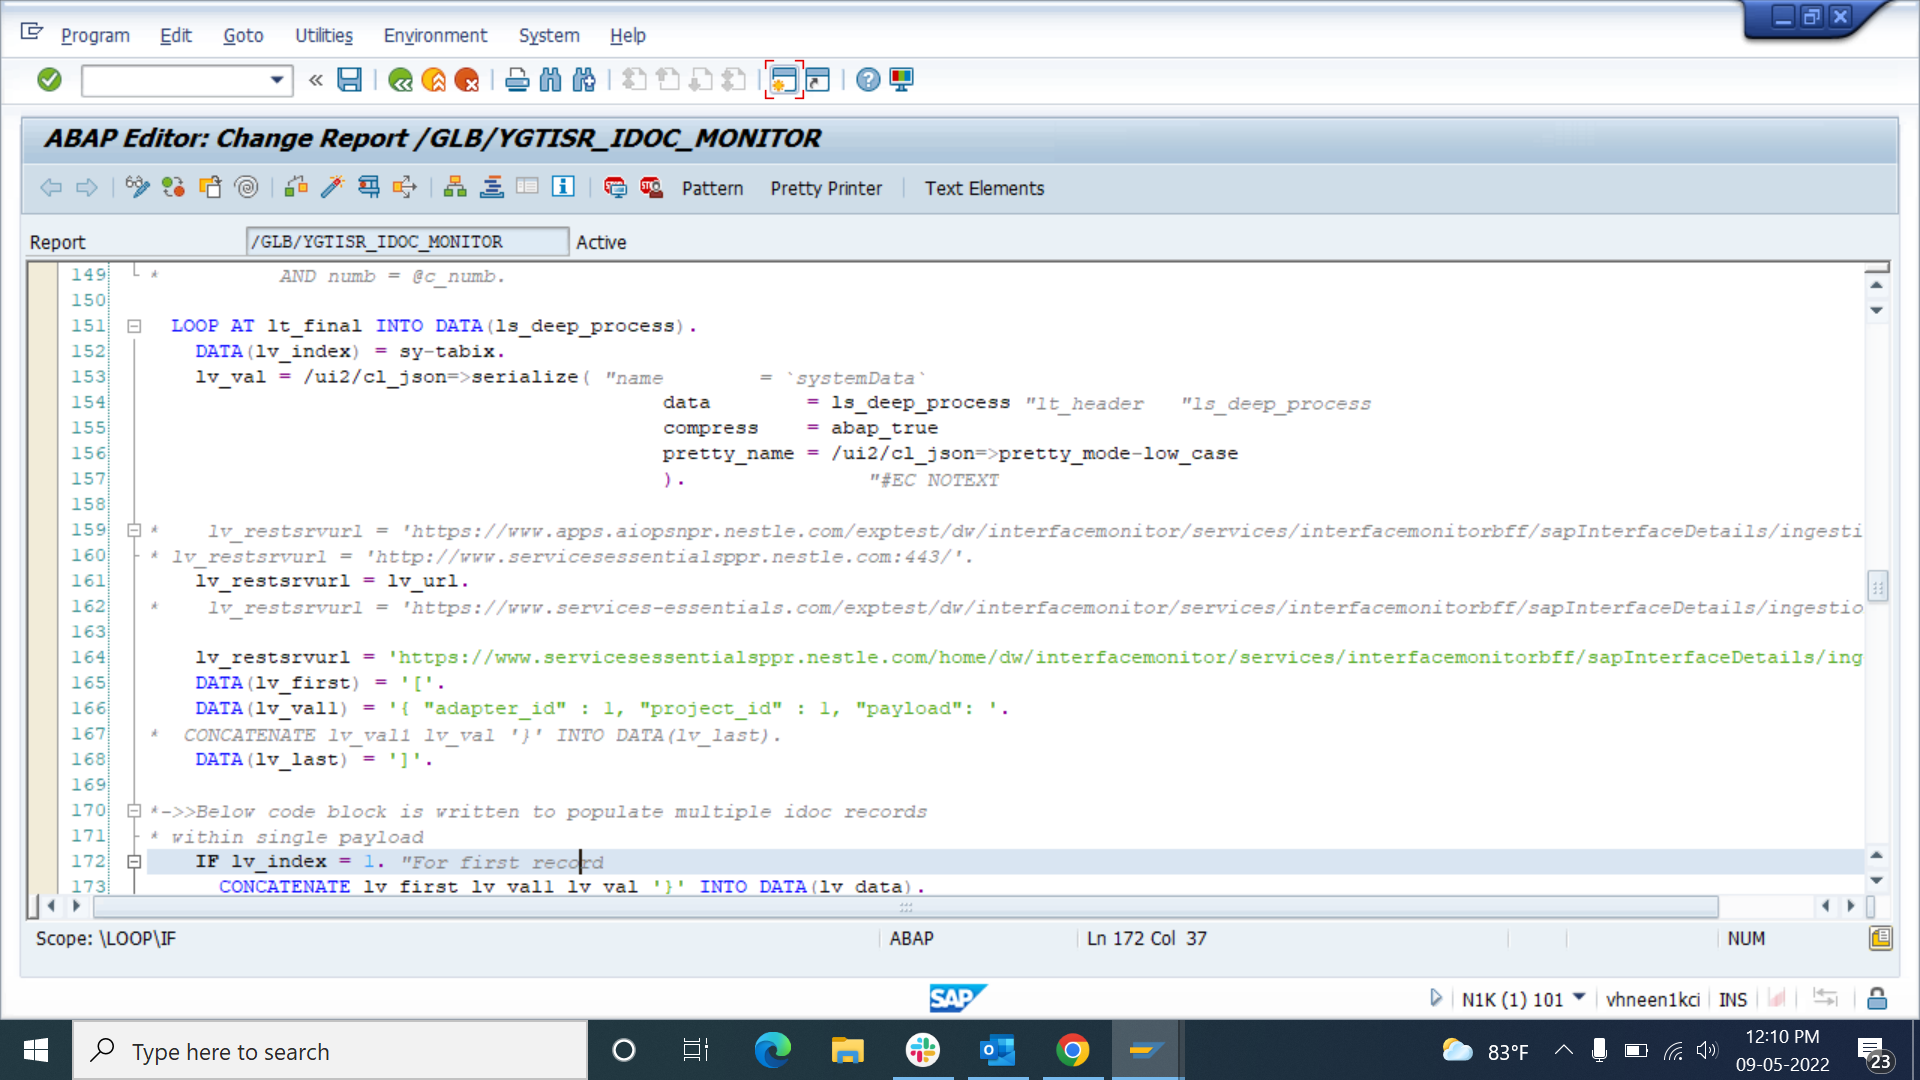 Program Edit Goto Utilities Environment System Help
ABAP Editor: Change Report /GLB/YGTISR_IDOC_MONITOR
Pattern Pretty Printer Text Elements
Report /GLB/YGTISR_IDOC_MONITOR Active
149 * AND numb = @c_numb.
150
151 LOOP AT lt_final INTO DATA(ls_deep_process).
152 DATA(lv_index) = sy-tabix.
153 lv_val = /ui2/cl_json=>serialize( "name = `systemData`
154 data = ls_deep_process "lt_header "ls_deep_process
155 compress = abap_true
156 pretty_name = /ui2/cl_json=>pretty_mode-low_case
157 ). "#EC NOTEXT
158
159 * lv_restsrvurl = 'https://www.apps.aiopsnpr.nestle.com/exptest/dw/interfacemonitor/services/interfacemonitorbff/sapInterfaceDetails/ingesti
160 * lv_restsrvurl = 'http://www.servicesessentialsppr.nestle.com:443/'.
161 lv_restsrvurl = lv_url.
162 * lv_restsrvurl = 'https://www.services-essentials.com/exptest/dw/interfacemonitor/services/interfacemonitorbff/sapInterfaceDetails/ingestio
163
164 lv_restsrvurl = 'https://www.servicesessentialsppr.nestle.com/home/dw/interfacemonitor/services/interfacemonitorbff/sapInterfaceDetails/ing
165 DATA(lv_first) = '['.
166 DATA(lv_val1) = '{ "adapter_id" : 1, "project_id" : 1, "payload": '.
167 * CONCATENATE lv_val1 lv_val '}' INTO DATA(lv_last).
168 DATA(lv_last) = ']'.
169
170 *->>Below code block is written to populate multiple idoc records
171 * within single payload
172 IF lv_index = 1. "For first record
173 CONCATENATE lv_first lv_val1 lv_val '}' INTO DATA(lv_data).
Scope: \LOOP\IF ABAP Ln 172 Col 37 NUM
SAP N1K (1) 101 vhneen1kci INS
Type here to search 83°F 12:10 PM
09-05-2022 23